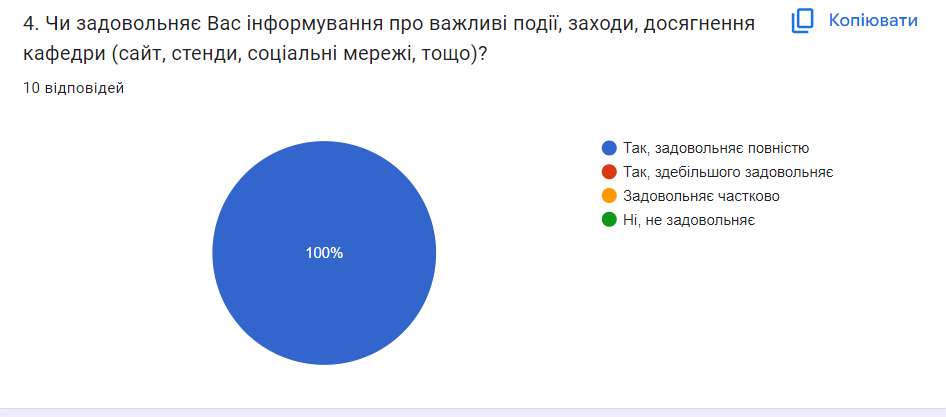 4. Чи задовольняє Вас інформування про важливі події, заходи, досягнення
кафедри (сайт, стенди, соціальні мережі, тощо)?
Копіювати
10 відповідей
100%
Так, задовольняє повністю
Так, здебільшого задовольняє
Задовольняє частково
Ні, не задовольняє